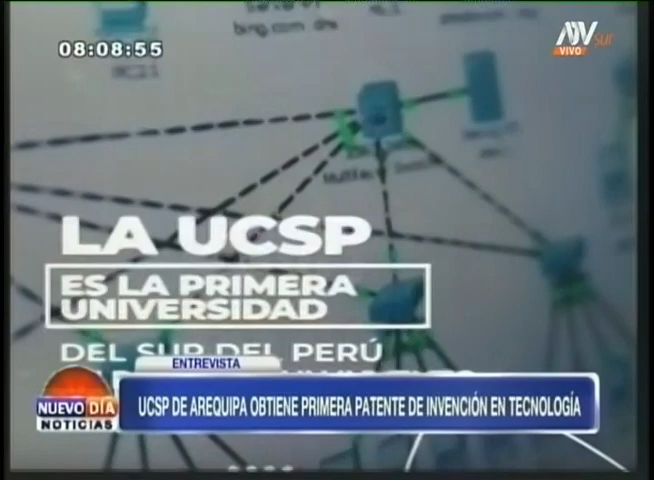 08:08:55
bing.com
ATV sur
VIVO
LA UCSP
ES LA PRIMERA
UNIVERSIDAD
DEL SUR DEL PERÚ
ENTREVISTA
UCSP DE AREQUIPA OBTIENE PRIMERA PATENTE DE INVENCIÓN EN TECNOLOGÍA
NUEVO DÍA
NOTICIAS